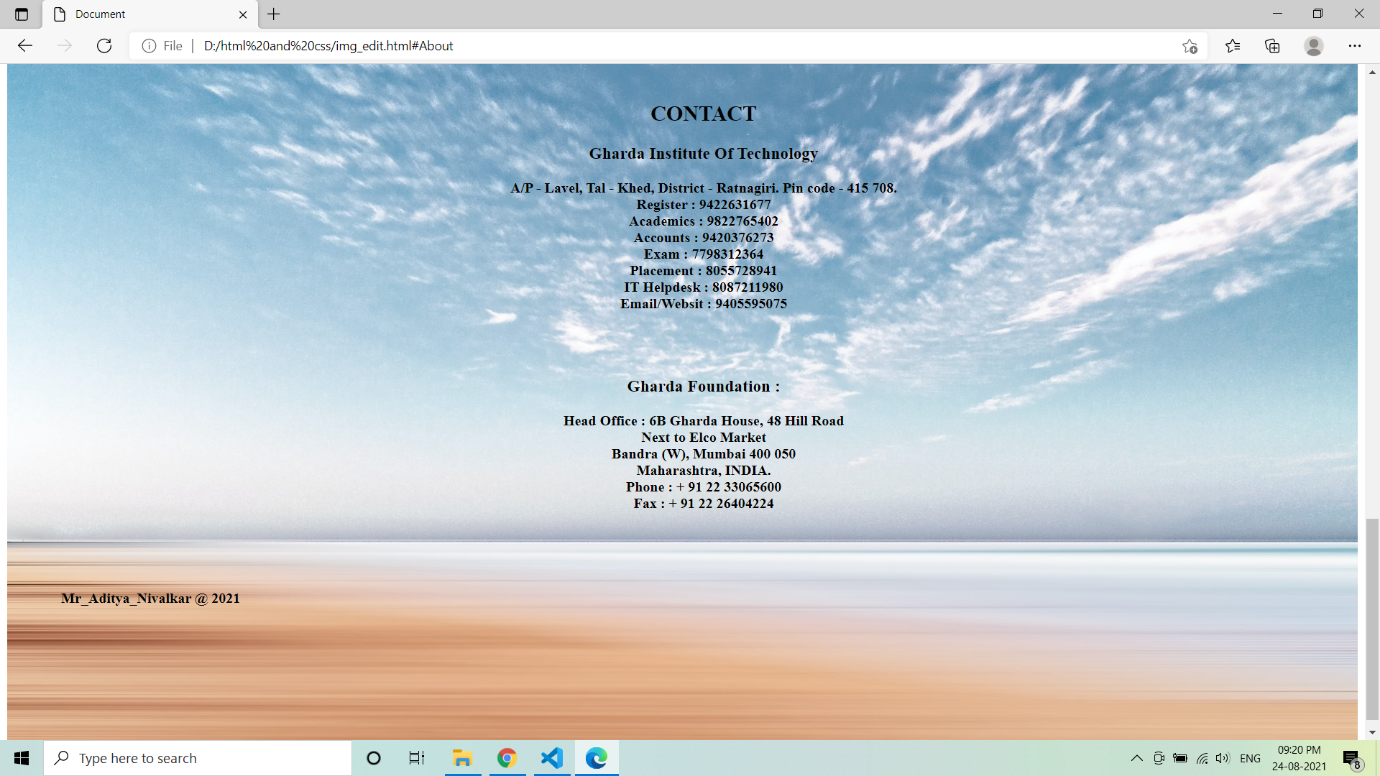 Document
File
D:/html%20and%20css/img_edit.html#About
CONTACT
Gharda Institute Of Technology
A/P - Lavel, Tal - Khed, District - Ratnagiri. Pin code - 415 708.
Register : 9422631677
Academics : 9822765402
Accounts : 9420376273
Exam : 7798312364
Placement : 8055728941
IT Helpdesk : 8087211980
Email/Websit : 9405595075
Gharda Foundation :
Head Office : 6B Gharda House, 48 Hill Road
Next to Elco Market
Bandra (W), Mumbai 400 050
Maharashtra, INDIA.
Phone : + 91 22 33065600
Fax : + 91 22 26404224
Mr_Aditya_Nivalkar @ 2021
Type here to search
ENG
09:20 PM
24-08-2021
8